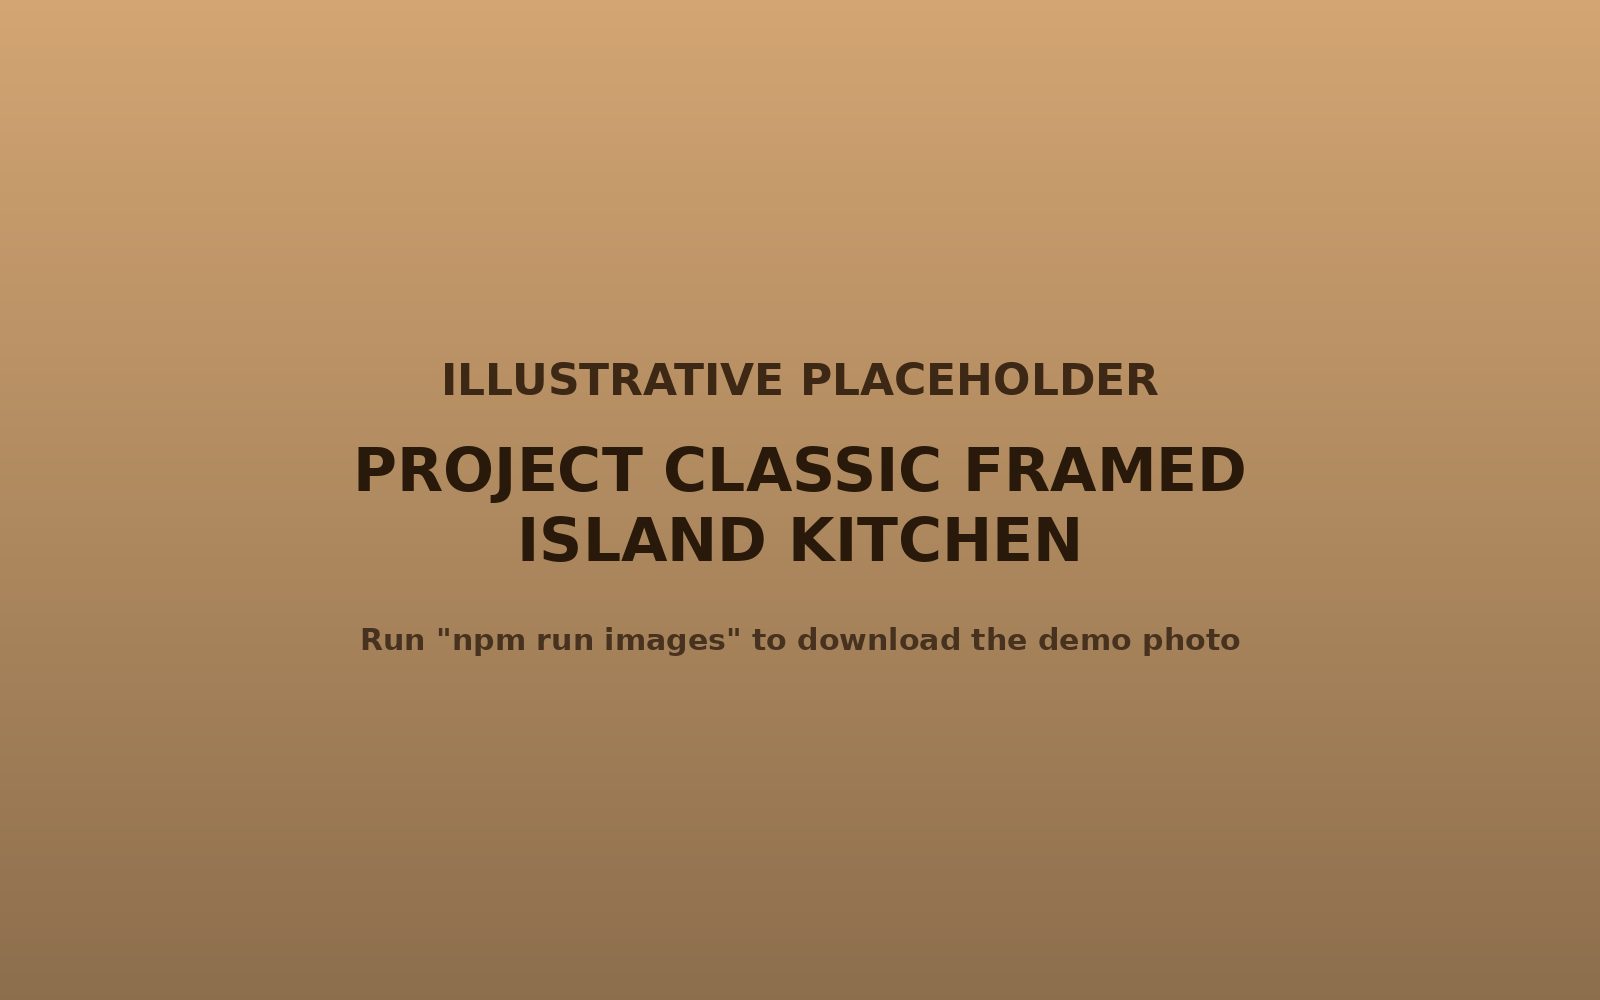 ILLUSTRATIVE PLACEHOLDER
PROJECT CLASSIC FRAMED
ISLAND KITCHEN
Run "npm run images" to download the demo photo